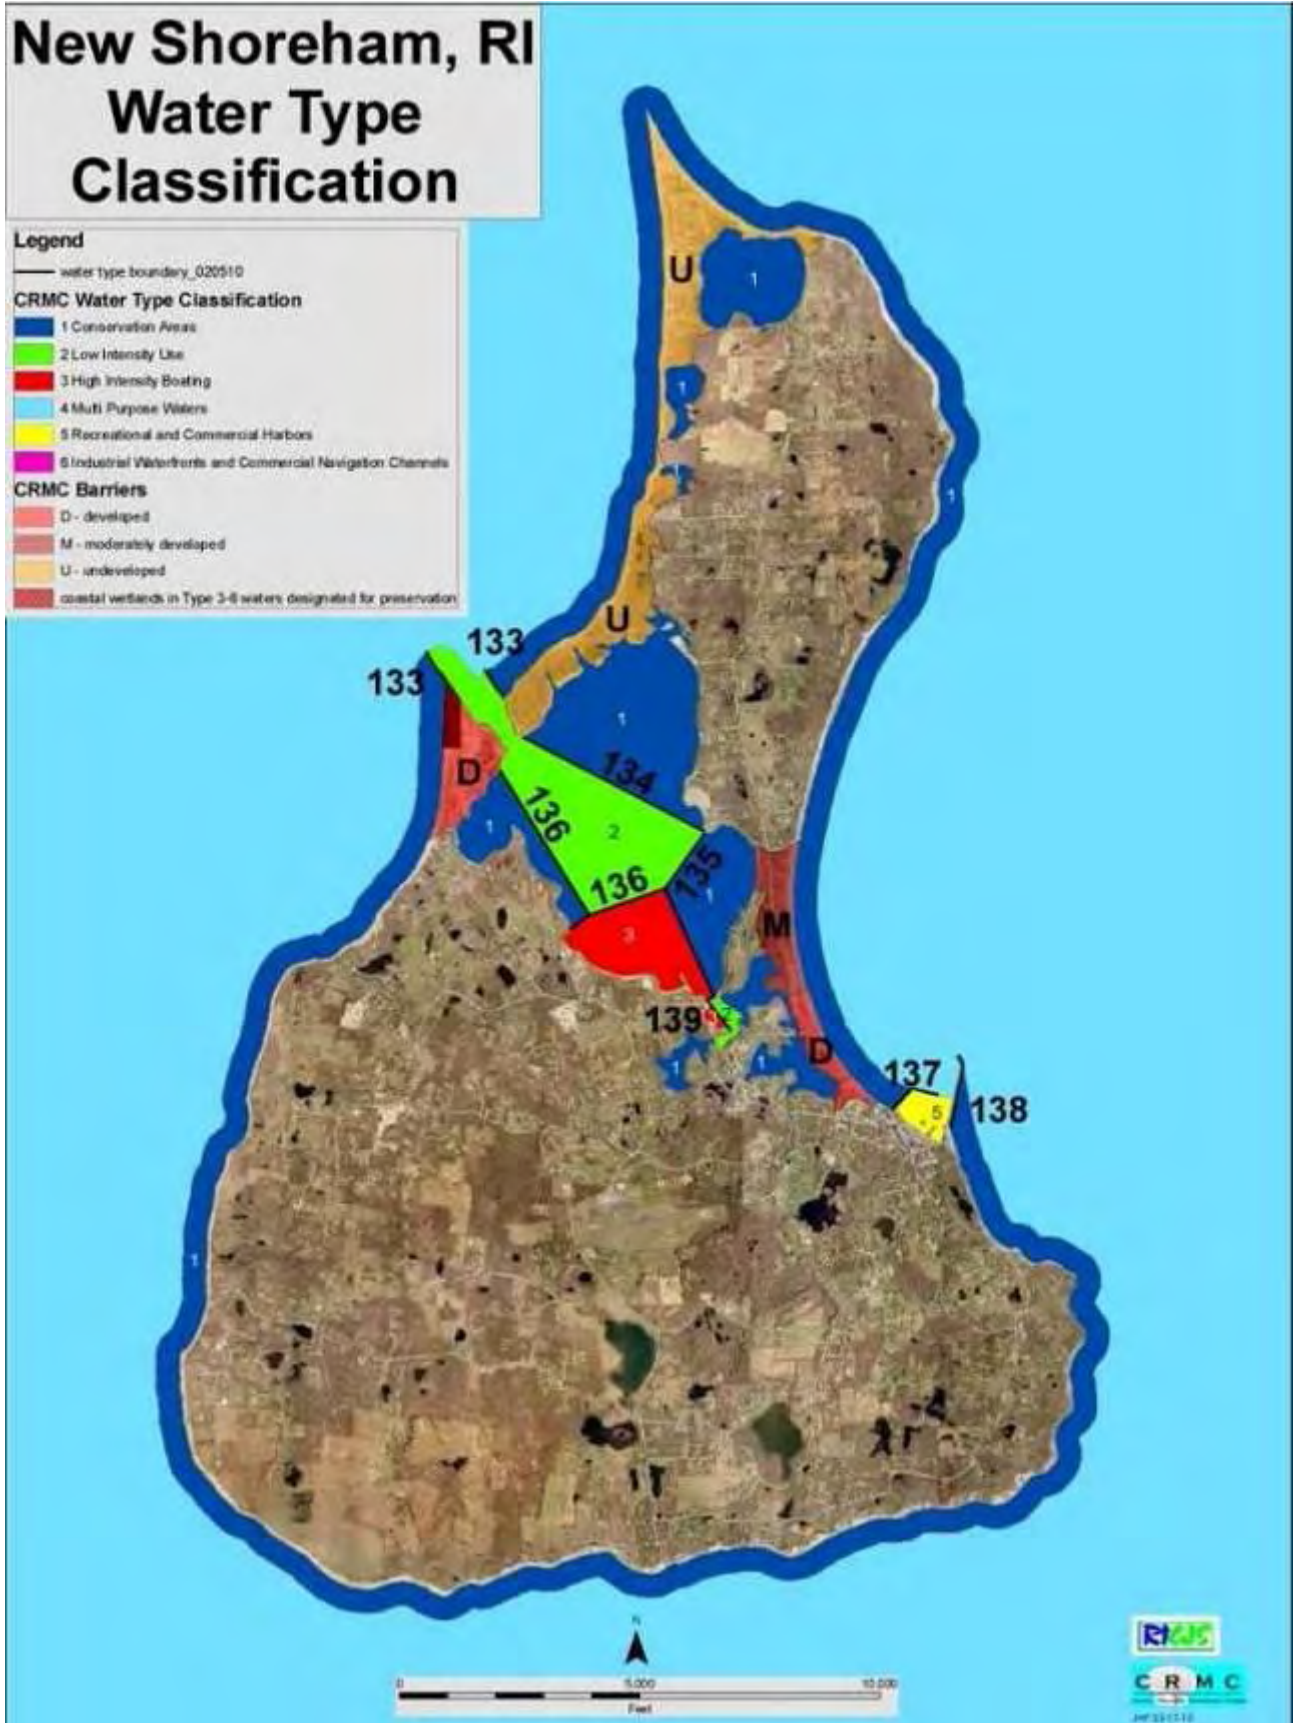 New Shoreham, RI
Water Type
Classification
Legend
water type boundary_020510
CRMC Water Type Classification
1 Conservation Areas
2 Low Intensity Use
3 High Intensity Boating
4 Multi Purpose Waters
5 Recreational and Commercial Harbors
6 Industrial Waterfronts and Commercial Navigation Channels
CRMC Barriers
D - developed
M - moderately developed
U - undeveloped
coastal wetlands in Type 3-6 waters designated for preservation
U
1
1
1
1
U
133
133
1
134
D
136
2
1
135
136
1
M
3
139
D
1
1
137
5
138
1
N
0 5,000 10,000
Feet
RIGIS
CRMC